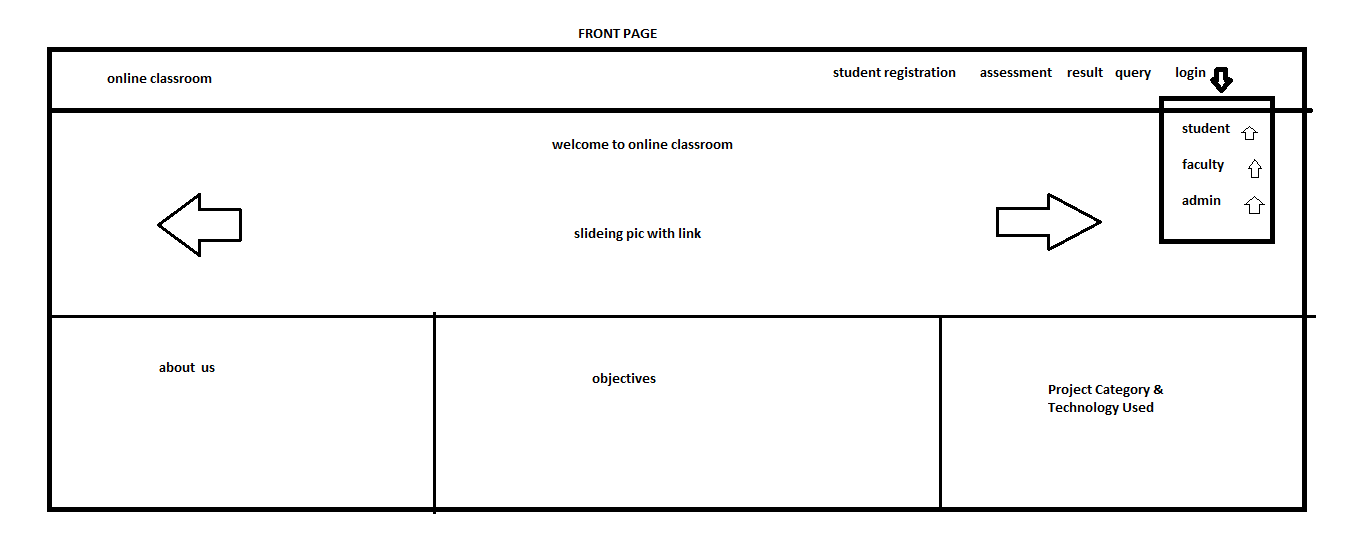 FRONT PAGE
online classroom
student registration assessment result query login
student
faculty
admin
welcome to online classroom
slideing pic with link
about us
objectives
Project Category &
Technology Used